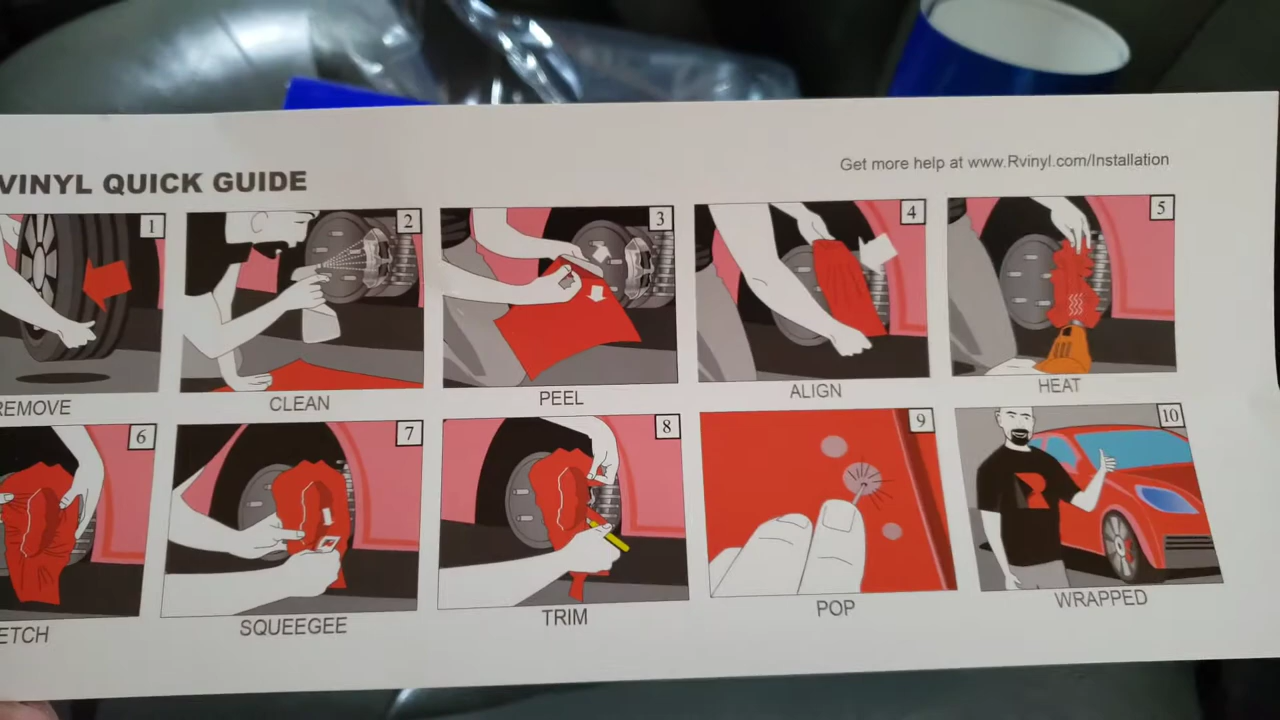 VINYL QUICK GUIDE
Get more help at www.Rvinyl.com/Installation
1
2
3
4
5
REMOVE
CLEAN
PEEL
ALIGN
HEAT
6
7
8
9
10
ETCH
SQUEEGEE
TRIM
POP
WRAPPED